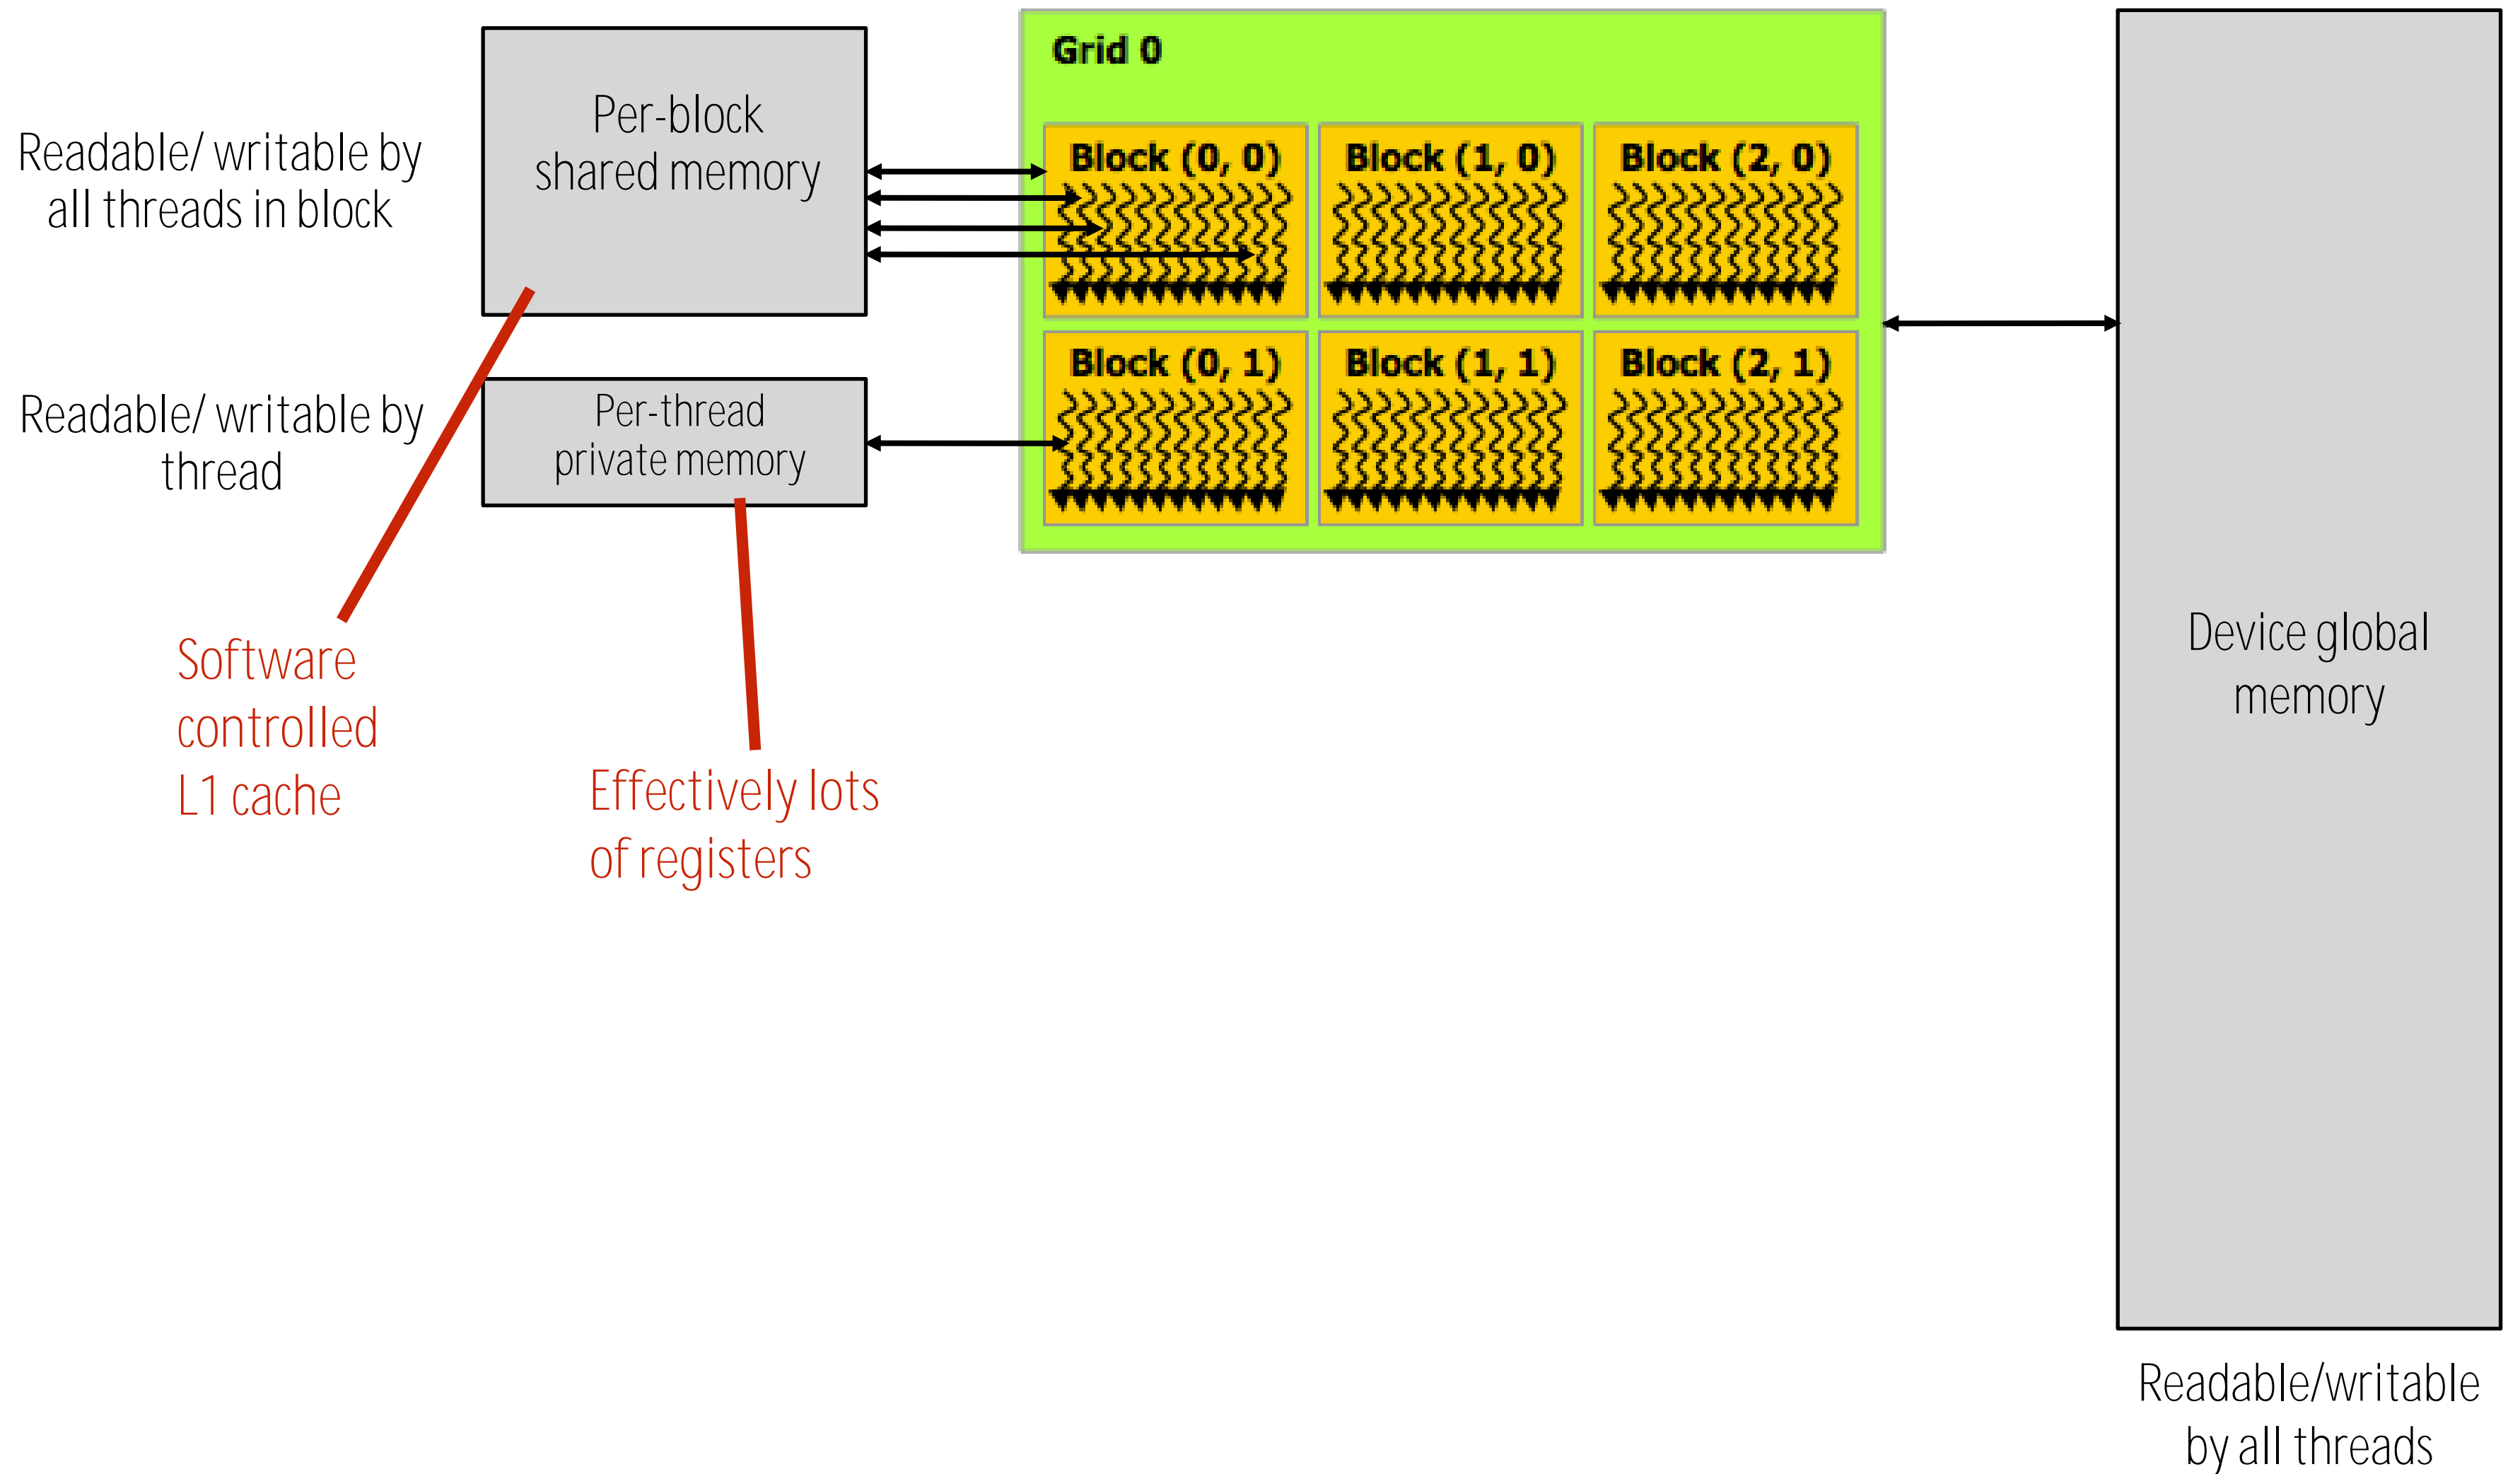 Grid 0
Per-block
shared memory
Readable/ writable by
all threads in block
Block (0, 0)
Block (1, 0)
Block (2, 0)
Block (0, 1)
Block (1, 1)
Block (2, 1)
Readable/ writable by
thread
Per-thread
private memory
Software
controlled
L1 cache
Effectively lots
of registers
Device global
memory
Readable/writable
by all threads